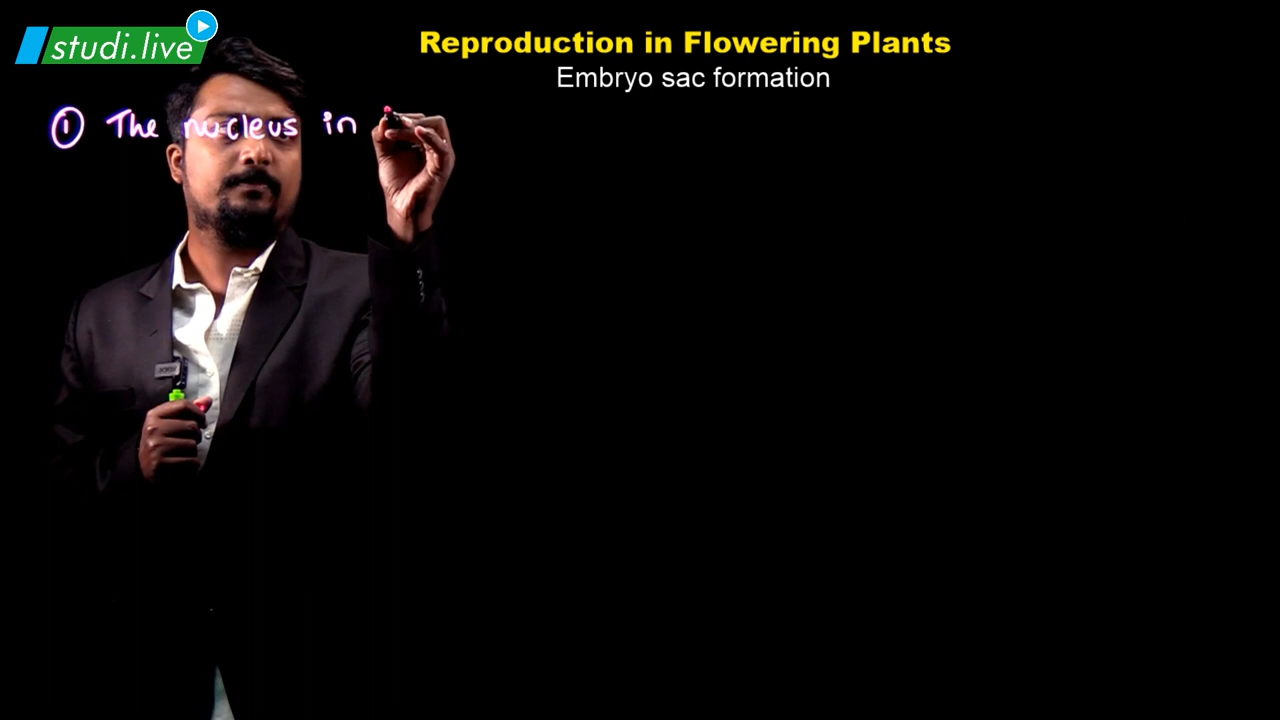 studi.live
Reproduction in Flowering Plants
Embryo sac formation
① The nucleus in